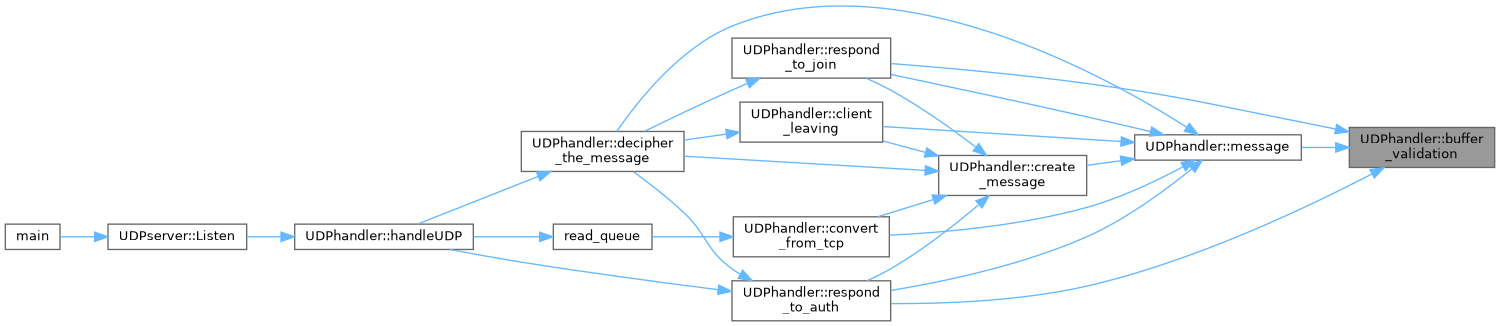 main
UDPserver::Listen
UDPhandler::handleUDP
UDPhandler::decipher
_the_message
read_queue
UDPhandler::respond
_to_join
UDPhandler::client
_leaving
UDPhandler::convert
_from_tcp
UDPhandler::respond
_to_auth
UDPhandler::create
_message
UDPhandler::message
UDPhandler::buffer
_validation